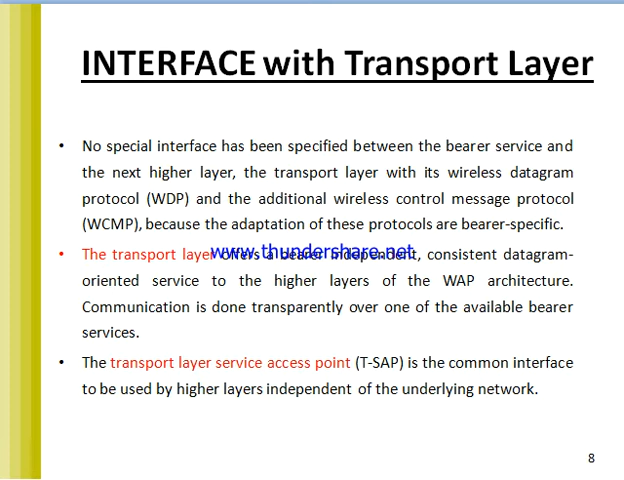 INTERFACE with Transport Layer
• No special interface has been specified between the bearer service and
the next higher layer, the transport layer with its wireless datagram
protocol (WDP) and the additional wireless control message protocol
(WCMP), because the adaptation of these protocols are bearer-specific.
• The transport layer offers a bearer independent, consistent datagram-
www.thundershare.net
oriented service to the higher layers of the WAP architecture.
Communication is done transparently over one of the available bearer
services.
• The transport layer service access point (T-SAP) is the common interface
to be used by higher layers independent of the underlying network.
8